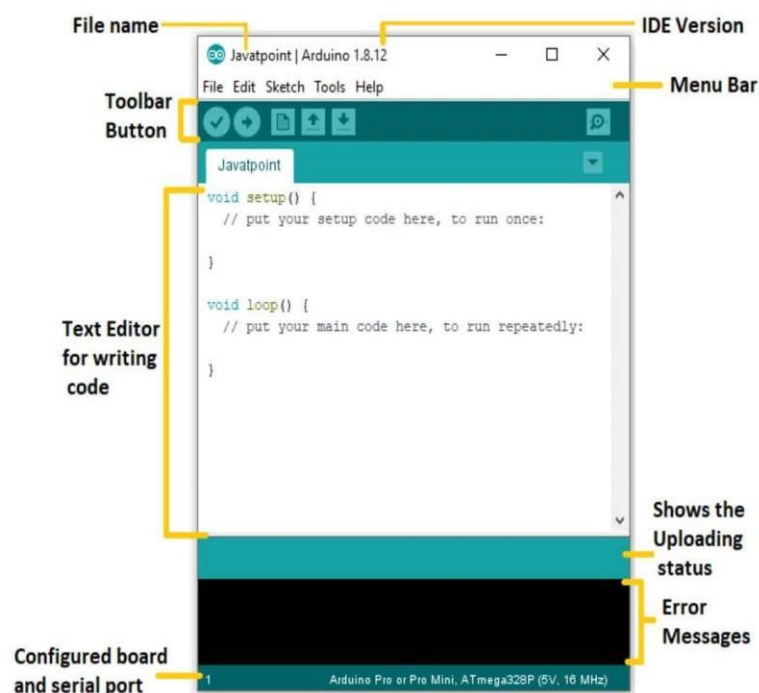 File name
IDE Version
Javatpoint | Arduino 1.8.12
File Edit Sketch Tools Help
Menu Bar
Toolbar
Button
Javatpoint
void setup() {
// put your setup code here, to run once:
}
void loop() {
// put your main code here, to run repeatedly:
}
Text Editor
for writing
code
Shows the
Uploading
status
Error
Messages
Configured board
and serial port
1
Arduino Pro or Pro Mini, ATmega328P (5V, 16 MHz)